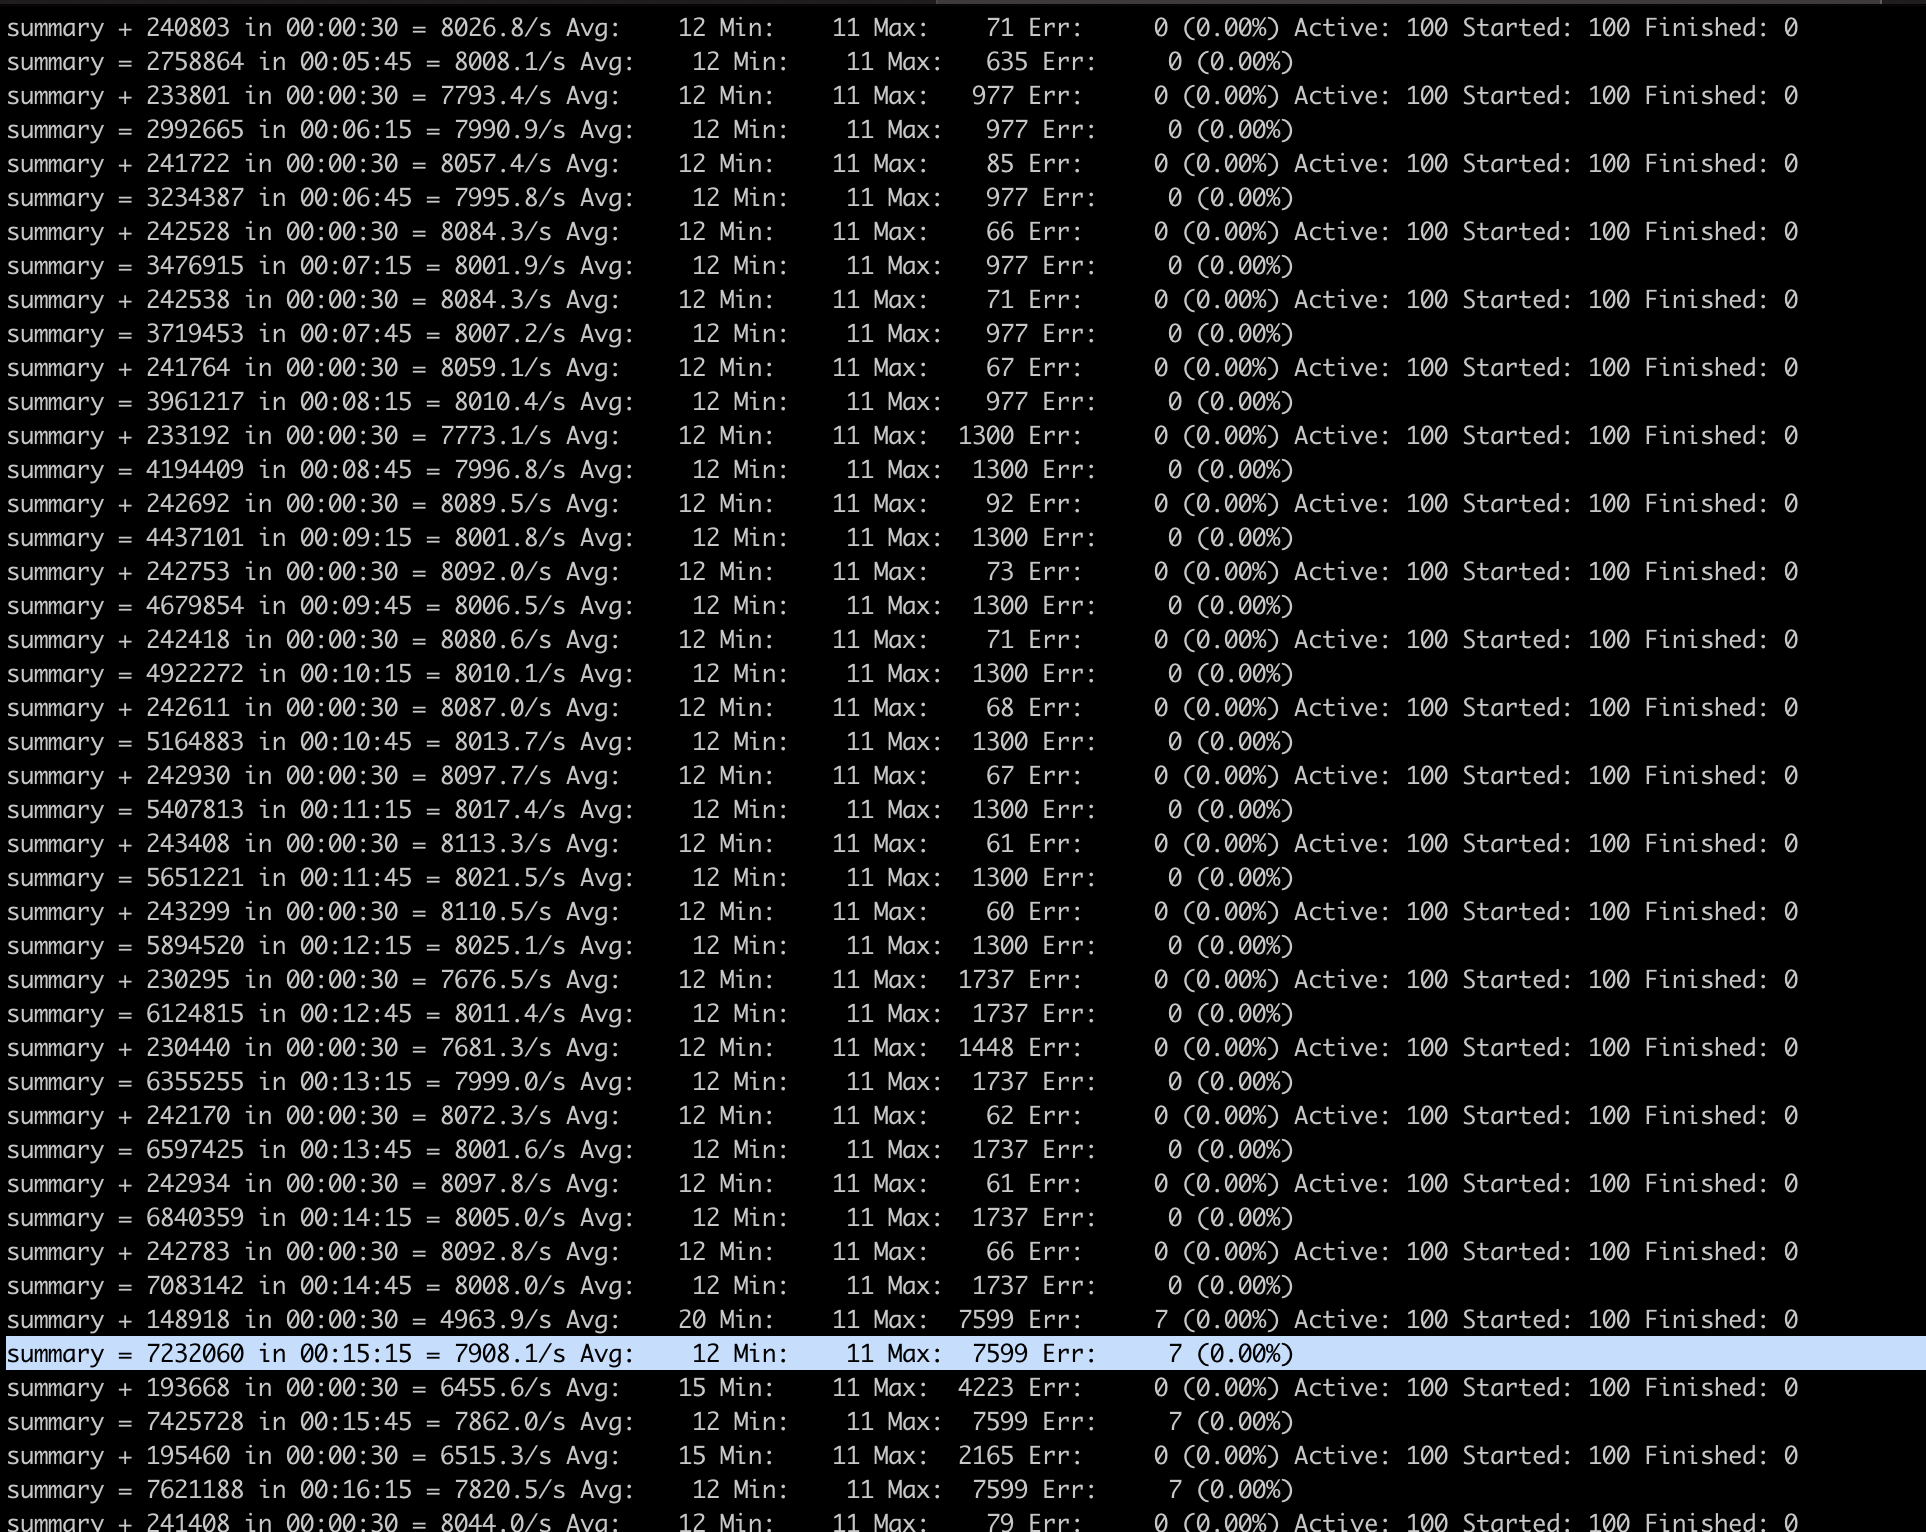 summary + 240803 in 00:00:30 = 8026.8/s Avg: 12 Min: 11 Max: 71 Err: 0 (0.00%) Active: 100 Started: 100 Finished: 0
summary = 2758864 in 00:05:45 = 8008.1/s Avg: 12 Min: 11 Max: 635 Err: 0 (0.00%)
summary + 233801 in 00:00:30 = 7793.4/s Avg: 12 Min: 11 Max: 977 Err: 0 (0.00%) Active: 100 Started: 100 Finished: 0
summary = 2992665 in 00:06:15 = 7990.9/s Avg: 12 Min: 11 Max: 977 Err: 0 (0.00%)
summary + 241722 in 00:00:30 = 8057.4/s Avg: 12 Min: 11 Max: 85 Err: 0 (0.00%) Active: 100 Started: 100 Finished: 0
summary = 3234387 in 00:06:45 = 7995.8/s Avg: 12 Min: 11 Max: 977 Err: 0 (0.00%)
summary + 242528 in 00:00:30 = 8084.3/s Avg: 12 Min: 11 Max: 66 Err: 0 (0.00%) Active: 100 Started: 100 Finished: 0
summary = 3476915 in 00:07:15 = 8001.9/s Avg: 12 Min: 11 Max: 977 Err: 0 (0.00%)
summary + 242538 in 00:00:30 = 8084.3/s Avg: 12 Min: 11 Max: 71 Err: 0 (0.00%) Active: 100 Started: 100 Finished: 0
summary = 3719453 in 00:07:45 = 8007.2/s Avg: 12 Min: 11 Max: 977 Err: 0 (0.00%)
summary + 241764 in 00:00:30 = 8059.1/s Avg: 12 Min: 11 Max: 67 Err: 0 (0.00%) Active: 100 Started: 100 Finished: 0
summary = 3961217 in 00:08:15 = 8010.4/s Avg: 12 Min: 11 Max: 977 Err: 0 (0.00%)
summary + 233192 in 00:00:30 = 7773.1/s Avg: 12 Min: 11 Max: 1300 Err: 0 (0.00%) Active: 100 Started: 100 Finished: 0
summary = 4194409 in 00:08:45 = 7996.8/s Avg: 12 Min: 11 Max: 1300 Err: 0 (0.00%)
summary + 242692 in 00:00:30 = 8089.5/s Avg: 12 Min: 11 Max: 92 Err: 0 (0.00%) Active: 100 Started: 100 Finished: 0
summary = 4437101 in 00:09:15 = 8001.8/s Avg: 12 Min: 11 Max: 1300 Err: 0 (0.00%)
summary + 242753 in 00:00:30 = 8092.0/s Avg: 12 Min: 11 Max: 73 Err: 0 (0.00%) Active: 100 Started: 100 Finished: 0
summary = 4679854 in 00:09:45 = 8006.5/s Avg: 12 Min: 11 Max: 1300 Err: 0 (0.00%)
summary + 242418 in 00:00:30 = 8080.6/s Avg: 12 Min: 11 Max: 71 Err: 0 (0.00%) Active: 100 Started: 100 Finished: 0
summary = 4922272 in 00:10:15 = 8010.1/s Avg: 12 Min: 11 Max: 1300 Err: 0 (0.00%)
summary + 242611 in 00:00:30 = 8087.0/s Avg: 12 Min: 11 Max: 68 Err: 0 (0.00%) Active: 100 Started: 100 Finished: 0
summary = 5164883 in 00:10:45 = 8013.7/s Avg: 12 Min: 11 Max: 1300 Err: 0 (0.00%)
summary + 242930 in 00:00:30 = 8097.7/s Avg: 12 Min: 11 Max: 67 Err: 0 (0.00%) Active: 100 Started: 100 Finished: 0
summary = 5407813 in 00:11:15 = 8017.4/s Avg: 12 Min: 11 Max: 1300 Err: 0 (0.00%)
summary + 243408 in 00:00:30 = 8113.3/s Avg: 12 Min: 11 Max: 61 Err: 0 (0.00%) Active: 100 Started: 100 Finished: 0
summary = 5651221 in 00:11:45 = 8021.5/s Avg: 12 Min: 11 Max: 1300 Err: 0 (0.00%)
summary + 243299 in 00:00:30 = 8110.5/s Avg: 12 Min: 11 Max: 60 Err: 0 (0.00%) Active: 100 Started: 100 Finished: 0
summary = 5894520 in 00:12:15 = 8025.1/s Avg: 12 Min: 11 Max: 1300 Err: 0 (0.00%)
summary + 230295 in 00:00:30 = 7676.5/s Avg: 12 Min: 11 Max: 1737 Err: 0 (0.00%) Active: 100 Started: 100 Finished: 0
summary = 6124815 in 00:12:45 = 8011.4/s Avg: 12 Min: 11 Max: 1737 Err: 0 (0.00%)
summary + 230440 in 00:00:30 = 7681.3/s Avg: 12 Min: 11 Max: 1448 Err: 0 (0.00%) Active: 100 Started: 100 Finished: 0
summary = 6355255 in 00:13:15 = 7999.0/s Avg: 12 Min: 11 Max: 1737 Err: 0 (0.00%)
summary + 242170 in 00:00:30 = 8072.3/s Avg: 12 Min: 11 Max: 62 Err: 0 (0.00%) Active: 100 Started: 100 Finished: 0
summary = 6597425 in 00:13:45 = 8001.6/s Avg: 12 Min: 11 Max: 1737 Err: 0 (0.00%)
summary + 242934 in 00:00:30 = 8097.8/s Avg: 12 Min: 11 Max: 61 Err: 0 (0.00%) Active: 100 Started: 100 Finished: 0
summary = 6840359 in 00:14:15 = 8005.0/s Avg: 12 Min: 11 Max: 1737 Err: 0 (0.00%)
summary + 242783 in 00:00:30 = 8092.8/s Avg: 12 Min: 11 Max: 66 Err: 0 (0.00%) Active: 100 Started: 100 Finished: 0
summary = 7083142 in 00:14:45 = 8008.0/s Avg: 12 Min: 11 Max: 1737 Err: 0 (0.00%)
summary + 148918 in 00:00:30 = 4963.9/s Avg: 20 Min: 11 Max: 7599 Err: 7 (0.00%) Active: 100 Started: 100 Finished: 0
summary = 7232060 in 00:15:15 = 7908.1/s Avg: 12 Min: 11 Max: 7599 Err: 7 (0.00%)
summary + 193668 in 00:00:30 = 6455.6/s Avg: 15 Min: 11 Max: 4223 Err: 0 (0.00%) Active: 100 Started: 100 Finished: 0
summary = 7425728 in 00:15:45 = 7862.0/s Avg: 12 Min: 11 Max: 7599 Err: 7 (0.00%)
summary + 195460 in 00:00:30 = 6515.3/s Avg: 15 Min: 11 Max: 2165 Err: 0 (0.00%) Active: 100 Started: 100 Finished: 0
summary = 7621188 in 00:16:15 = 7820.5/s Avg: 12 Min: 11 Max: 7599 Err: 7 (0.00%)
summary + 241408 in 00:00:30 = 8044.0/s Avg: 12 Min: 11 Max: 79 Err: 0 (0.00%) Active: 100 Started: 100 Finished: 0